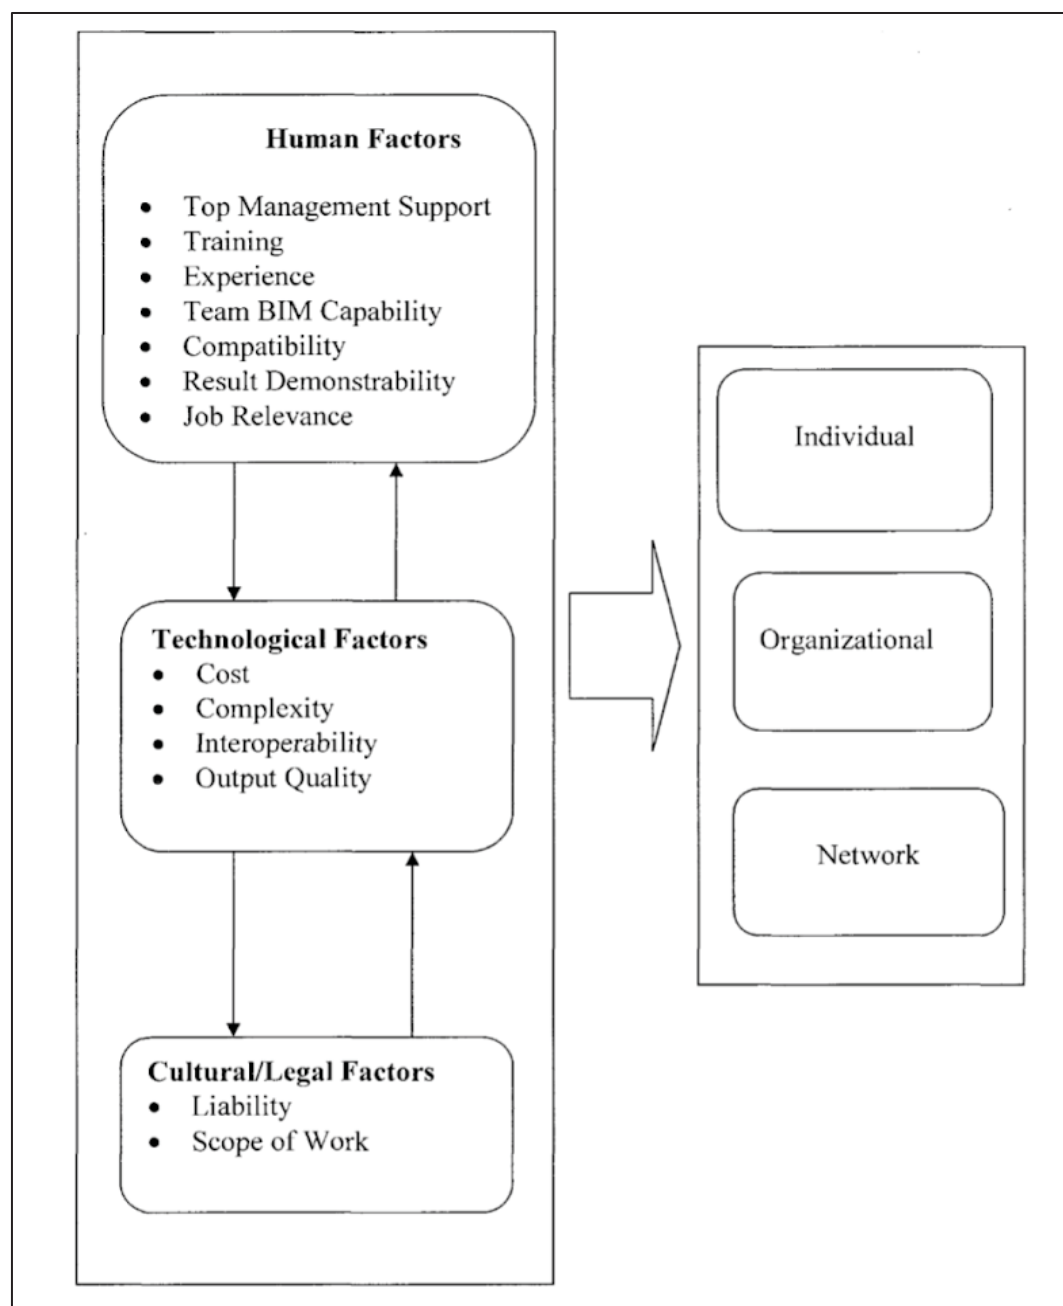 Human Factors
• Top Management Support
• Training
• Experience
• Team BIM Capability
• Compatibility
• Result Demonstrability
• Job Relevance
Technological Factors
• Cost
• Complexity
• Interoperability
• Output Quality
Cultural/Legal Factors
• Liability
• Scope of Work
Individual
Organizational
Network